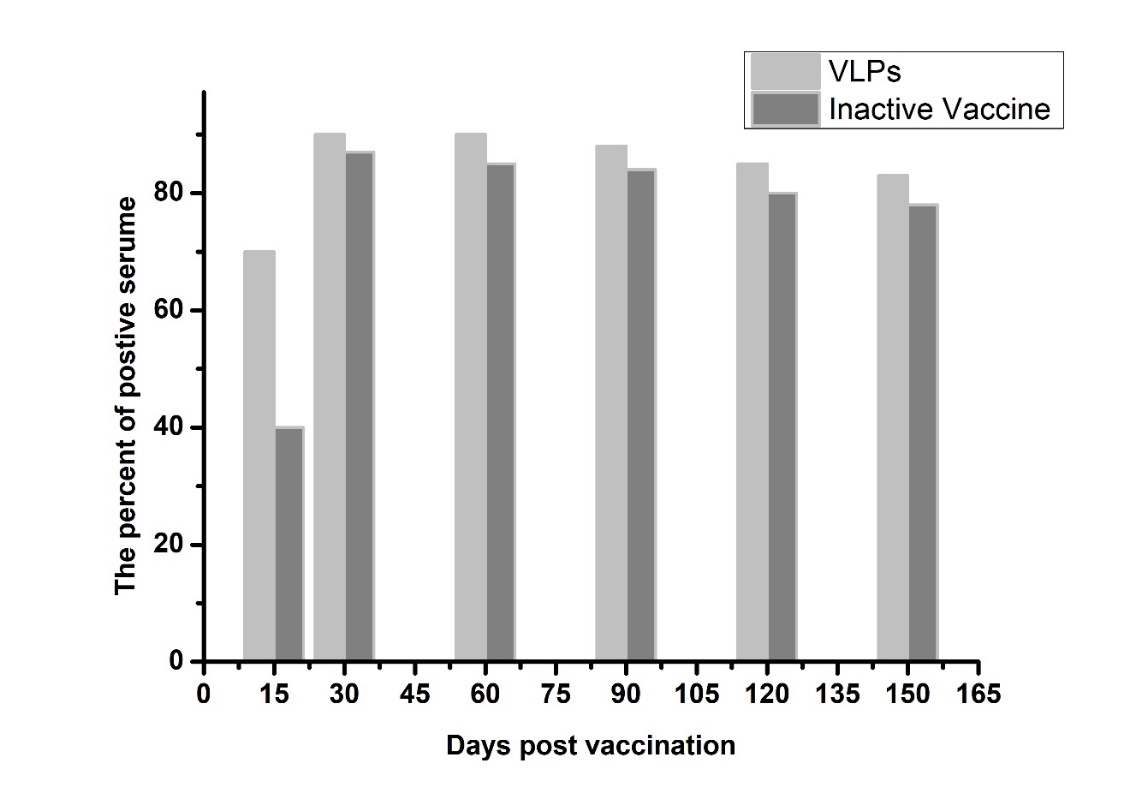 VLPs
Inactive Vaccine
The percent of postive serume
80
60
40
20
0
0 15 30 45 60 75 90 105 120 135 150 165
Days post vaccination